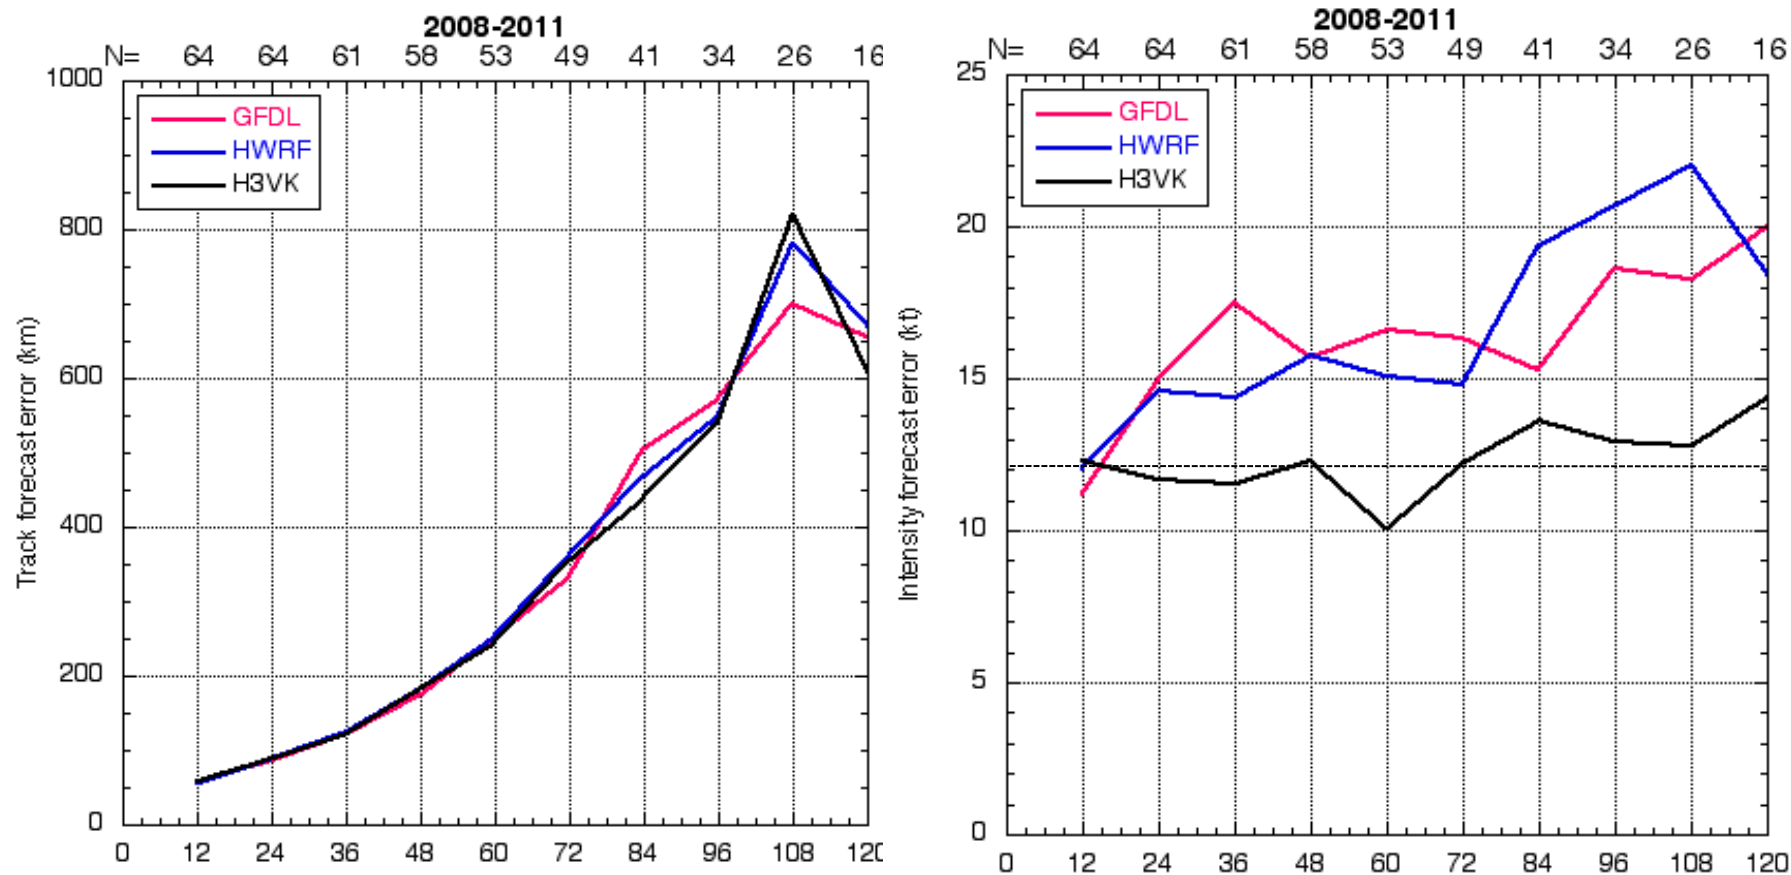 2008-2011
N= 64 64 61 58 53 49 41 34 26 16
1000
800
600
400
200
0
GFDL
HWRF
H3VK
Track forecast error (km)
0 12 24 36 48 60 72 84 96 108 120
2008-2011
N= 64 64 61 58 53 49 41 34 26 16
25
20
15
10
5
0
GFDL
HWRF
H3VK
Intensity forecast error (kt)
0 12 24 36 48 60 72 84 96 108 120